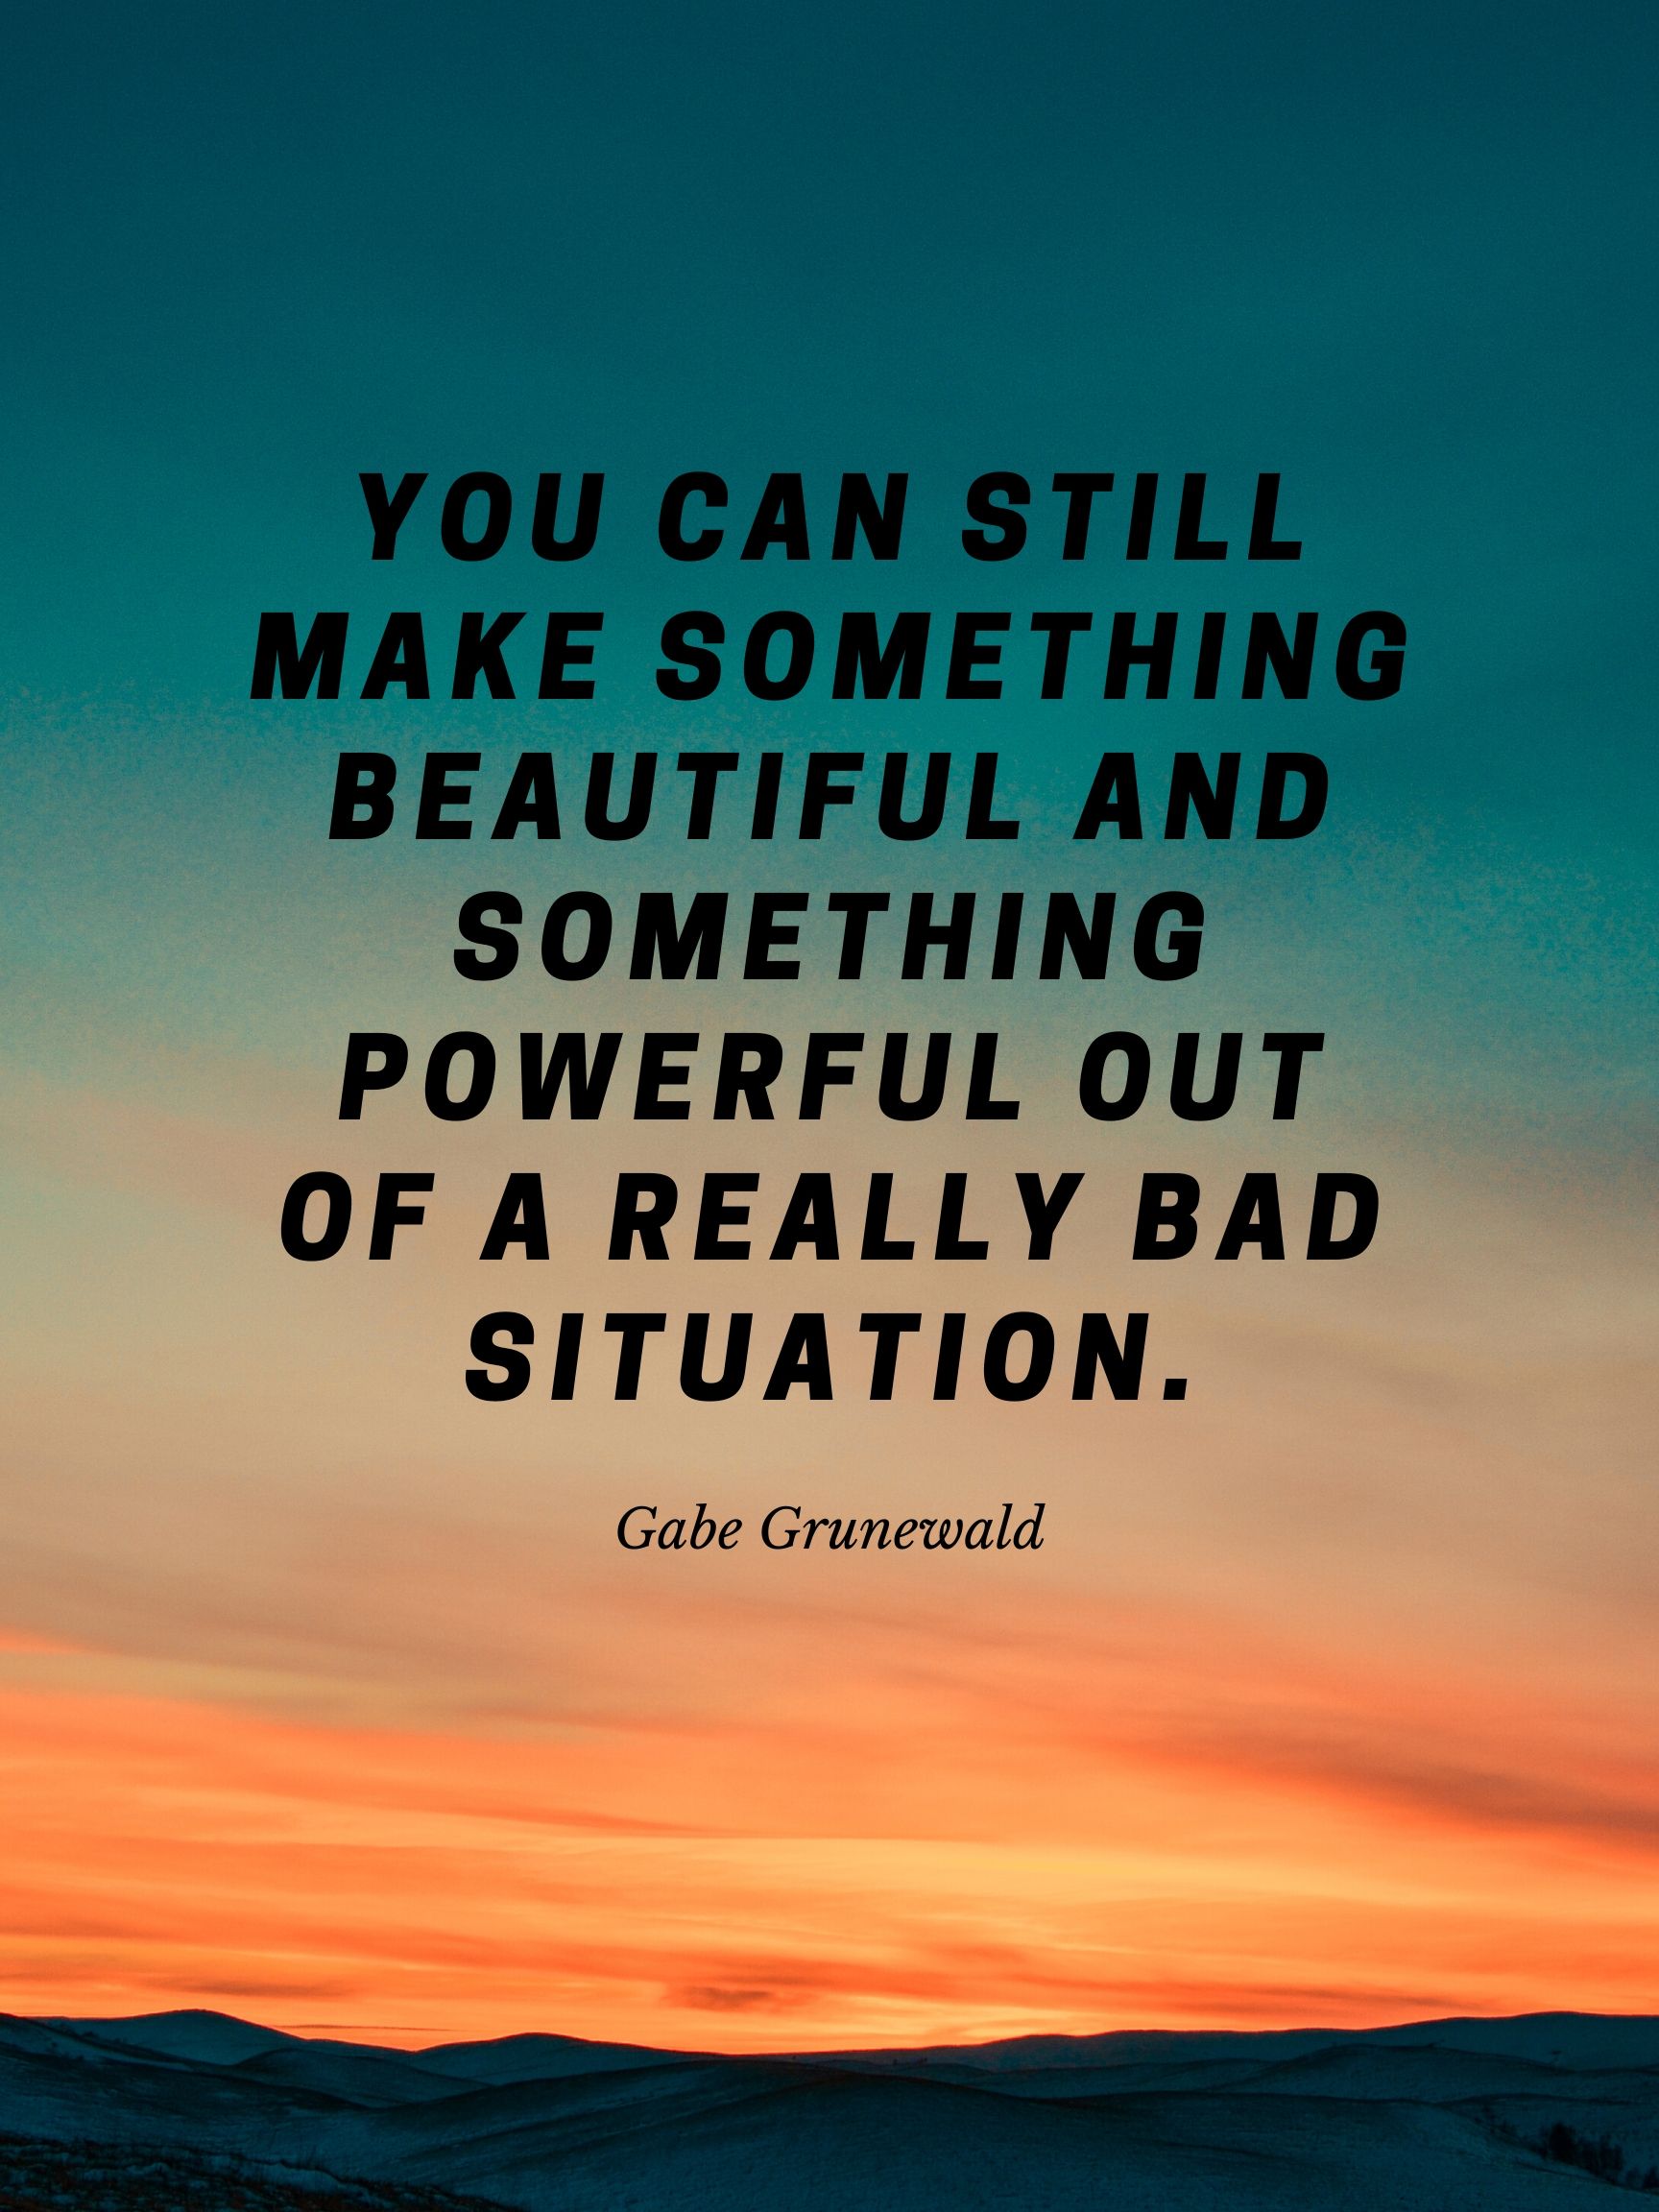 YOU CAN STILL
MAKE SOMETHING
BEAUTIFUL AND
SOMETHING
POWERFUL OUT
OF A REALLY BAD
SITUATION.
Gabe Grunewald